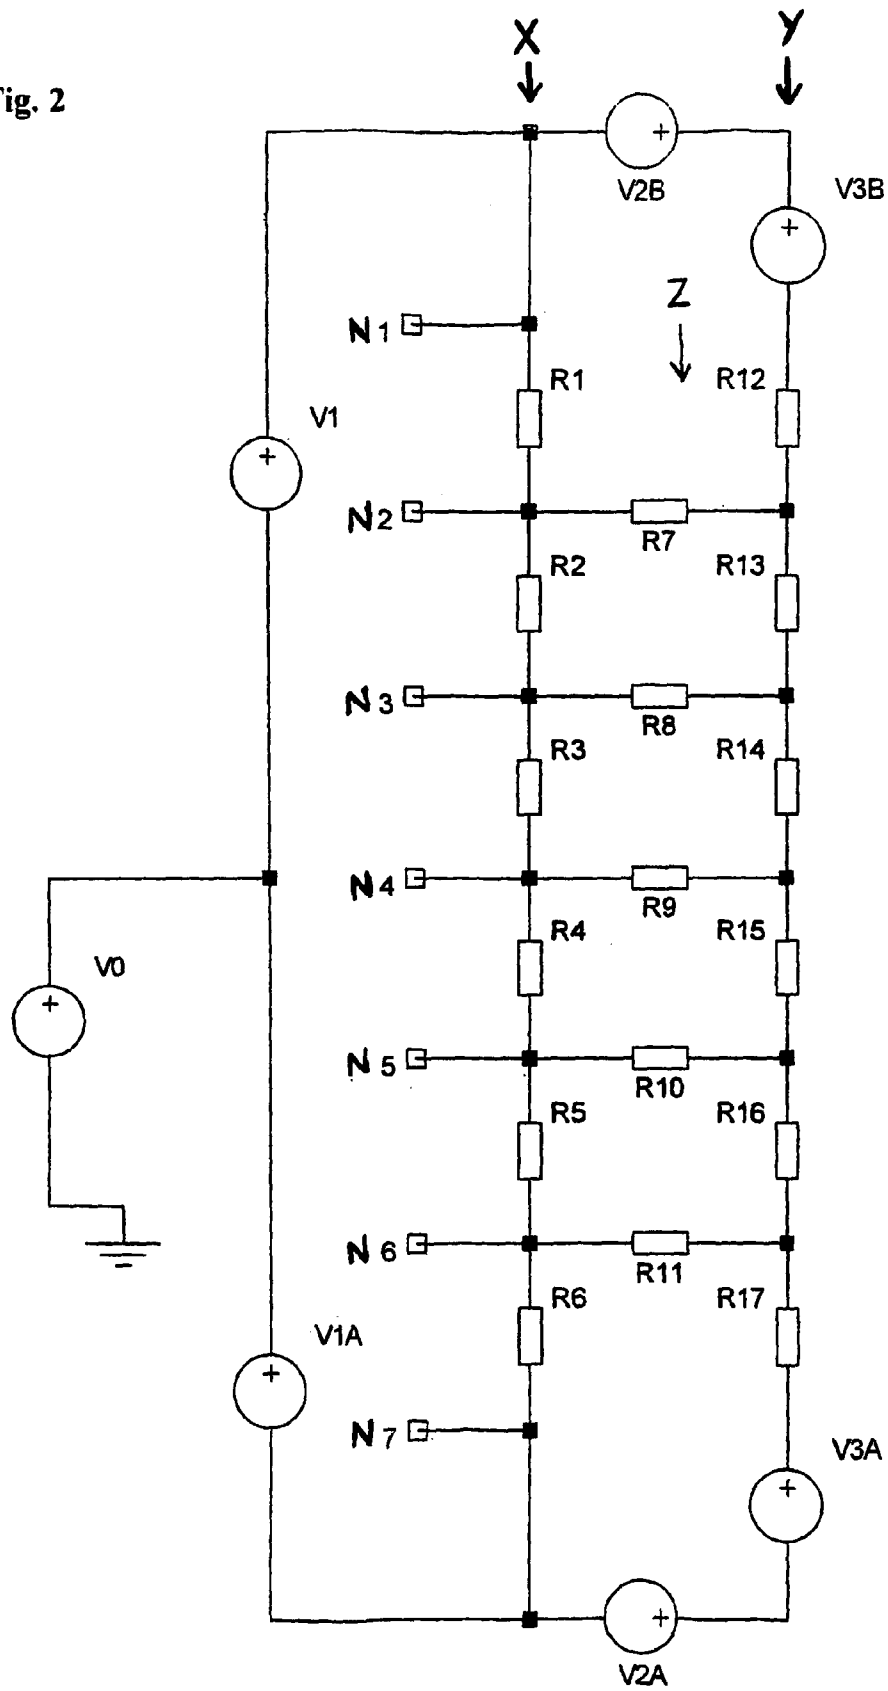 X Y
Fig. 2
V2B
V3B
Z
N1
R1 R12
V1
N2
R7
R2 R13
N3
R8
R3 R14
N4
R9
R4 R15
V0
N5
R10
R5 R16
N6
R11
R6 R17
V1A
N7
V3A
V2A